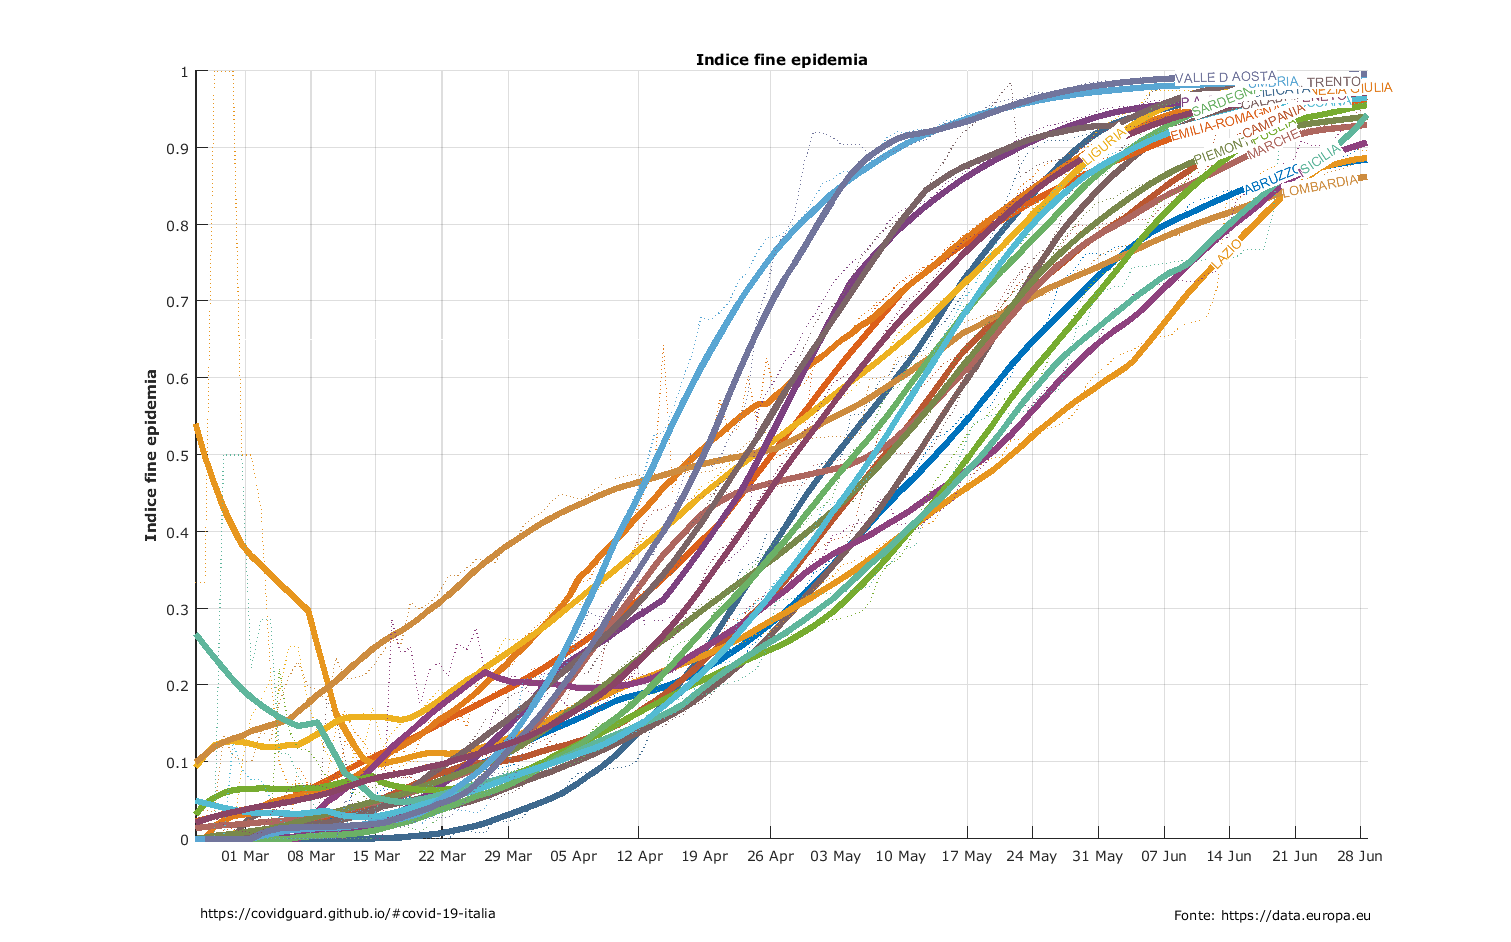 Indice fine epidemia
Indice fine epidemia
1
0.9
0.8
0.7
0.6
0.5
0.4
0.3
0.2
0.1
0
VALLE D AOSTA
TRENTO
SARDEGNA
EMILIA-ROMAGNA
CAMPANIA
LIGURIA
MARCHE
SICILIA
ABRUZZO
LOMBARDIA
LAZIO
01 Mar 08 Mar 15 Mar 22 Mar 29 Mar 05 Apr 12 Apr 19 Apr 26 Apr 03 May 10 May 17 May 24 May 31 May 07 Jun 14 Jun 21 Jun 28 Jun
https://covidguard.github.io/#covid-19-italia
Fonte: https://data.europa.eu